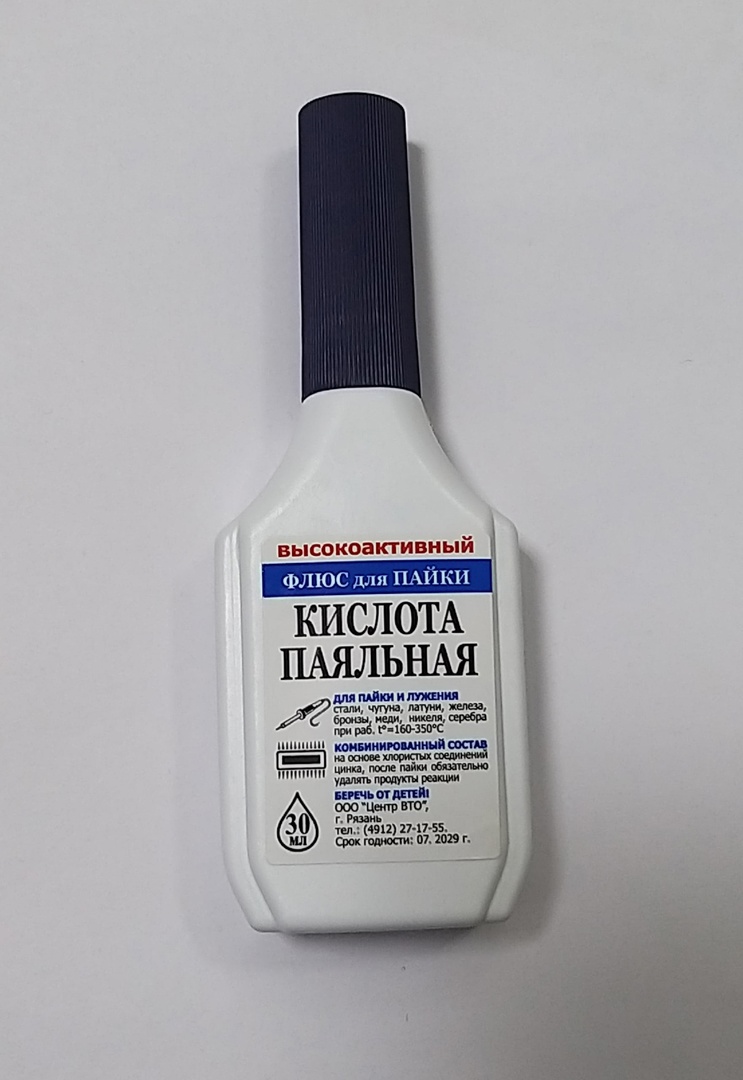 ВЫСОКОАКТИВНЫЙ
ФЛЮС для ПАЙКИ
КИСЛОТА
ПАЯЛЬНАЯ
ДЛЯ ПАЙКИ И ЛУЖЕНИЯ
стали, чугуна, латуни, железа,
бронзы, меди, никеля, серебра
при раб. t°=160-350°С
КОМБИНИРОВАННЫЙ СОСТАВ
на основе хлористых соединений
цинка, после пайки обязательно
удалять продукты реакции
БЕРЕЧЬ ОТ ДЕТЕЙ!
ООО "Центр ВТО",
г. Рязань
тел.: (4912) 27-17-55.
Срок годности: 07. 2029 г.
30
МЛ